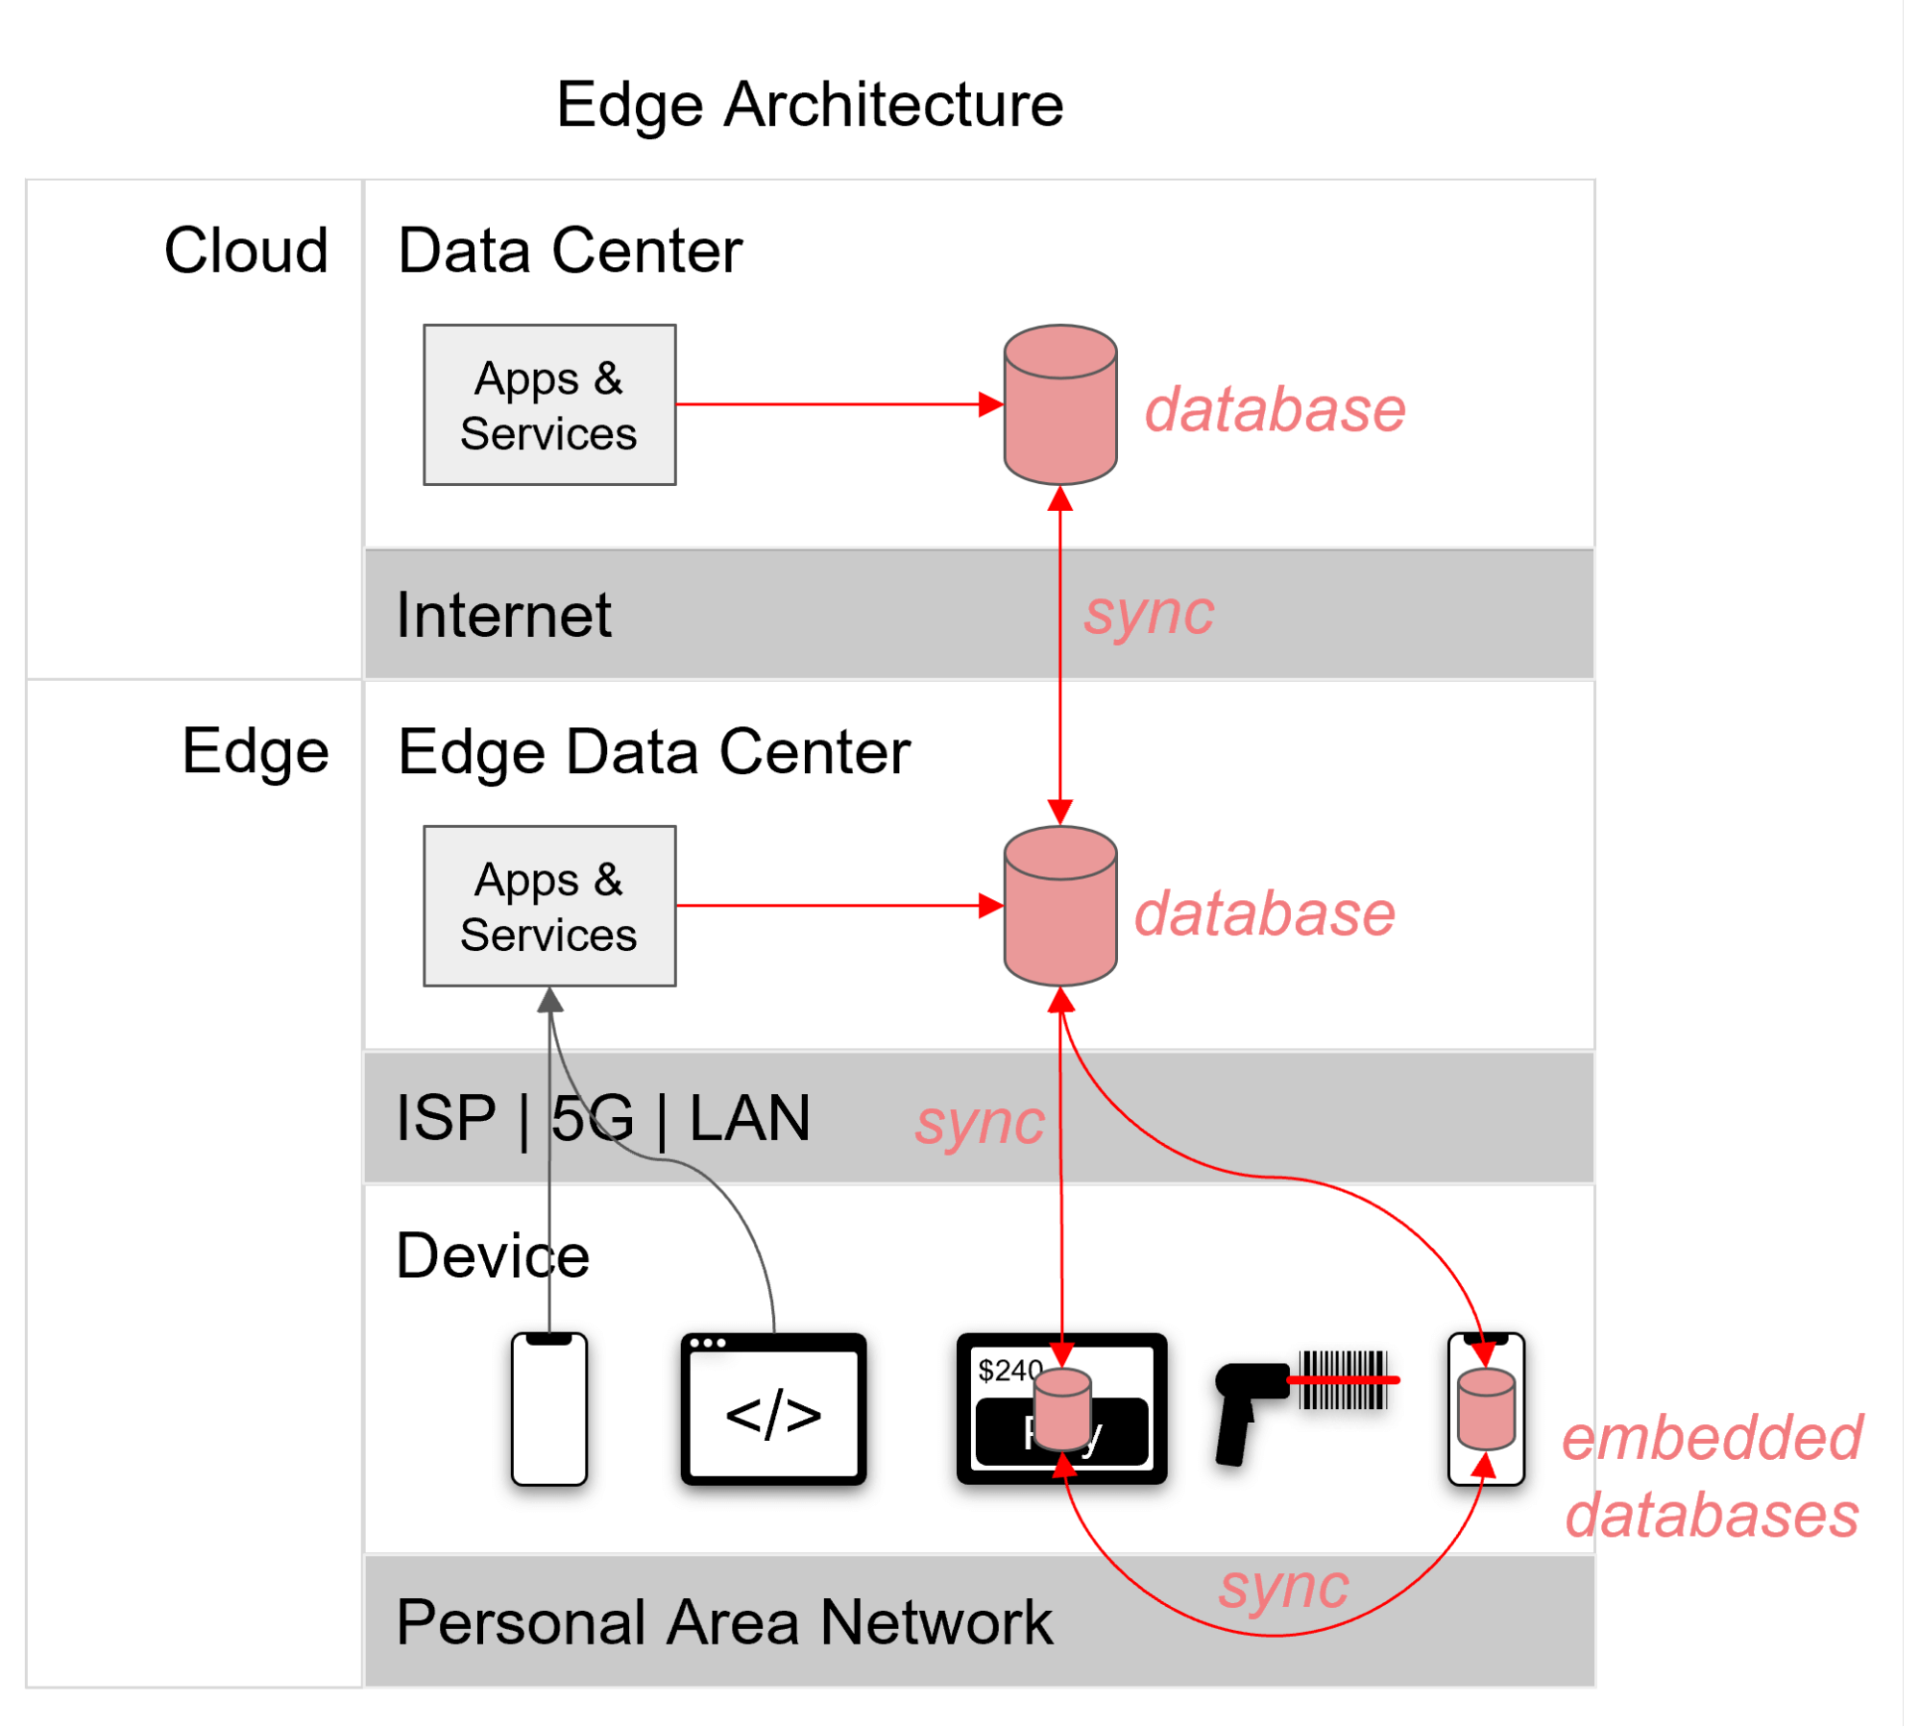 Edge Architecture
Cloud
Data Center
Apps &
Services
database
Internet
sync
Edge
Edge Data Center
Apps &
Services
database
ISP | 5G | LAN
sync
Device
</>
$240
embedded
databases
sync
Personal Area Network